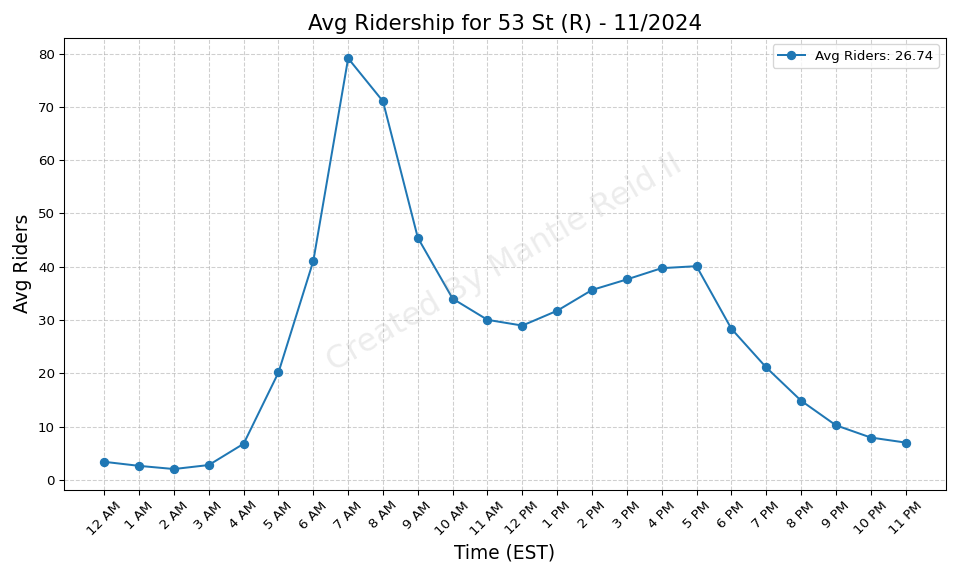 Avg Ridership for 53 St (R) - 11/2024
Avg Riders: 26.74
80
70
60
50
40
30
20
10
0
Avg Riders
Created By Mantie Reid II
12 AM
1 AM
2 AM
3 AM
4 AM
5 AM
6 AM
7 AM
8 AM
9 AM
10 AM
11 AM
12 PM
1 PM
2 PM
3 PM
4 PM
5 PM
6 PM
7 PM
8 PM
9 PM
10 PM
11 PM
Time (EST)